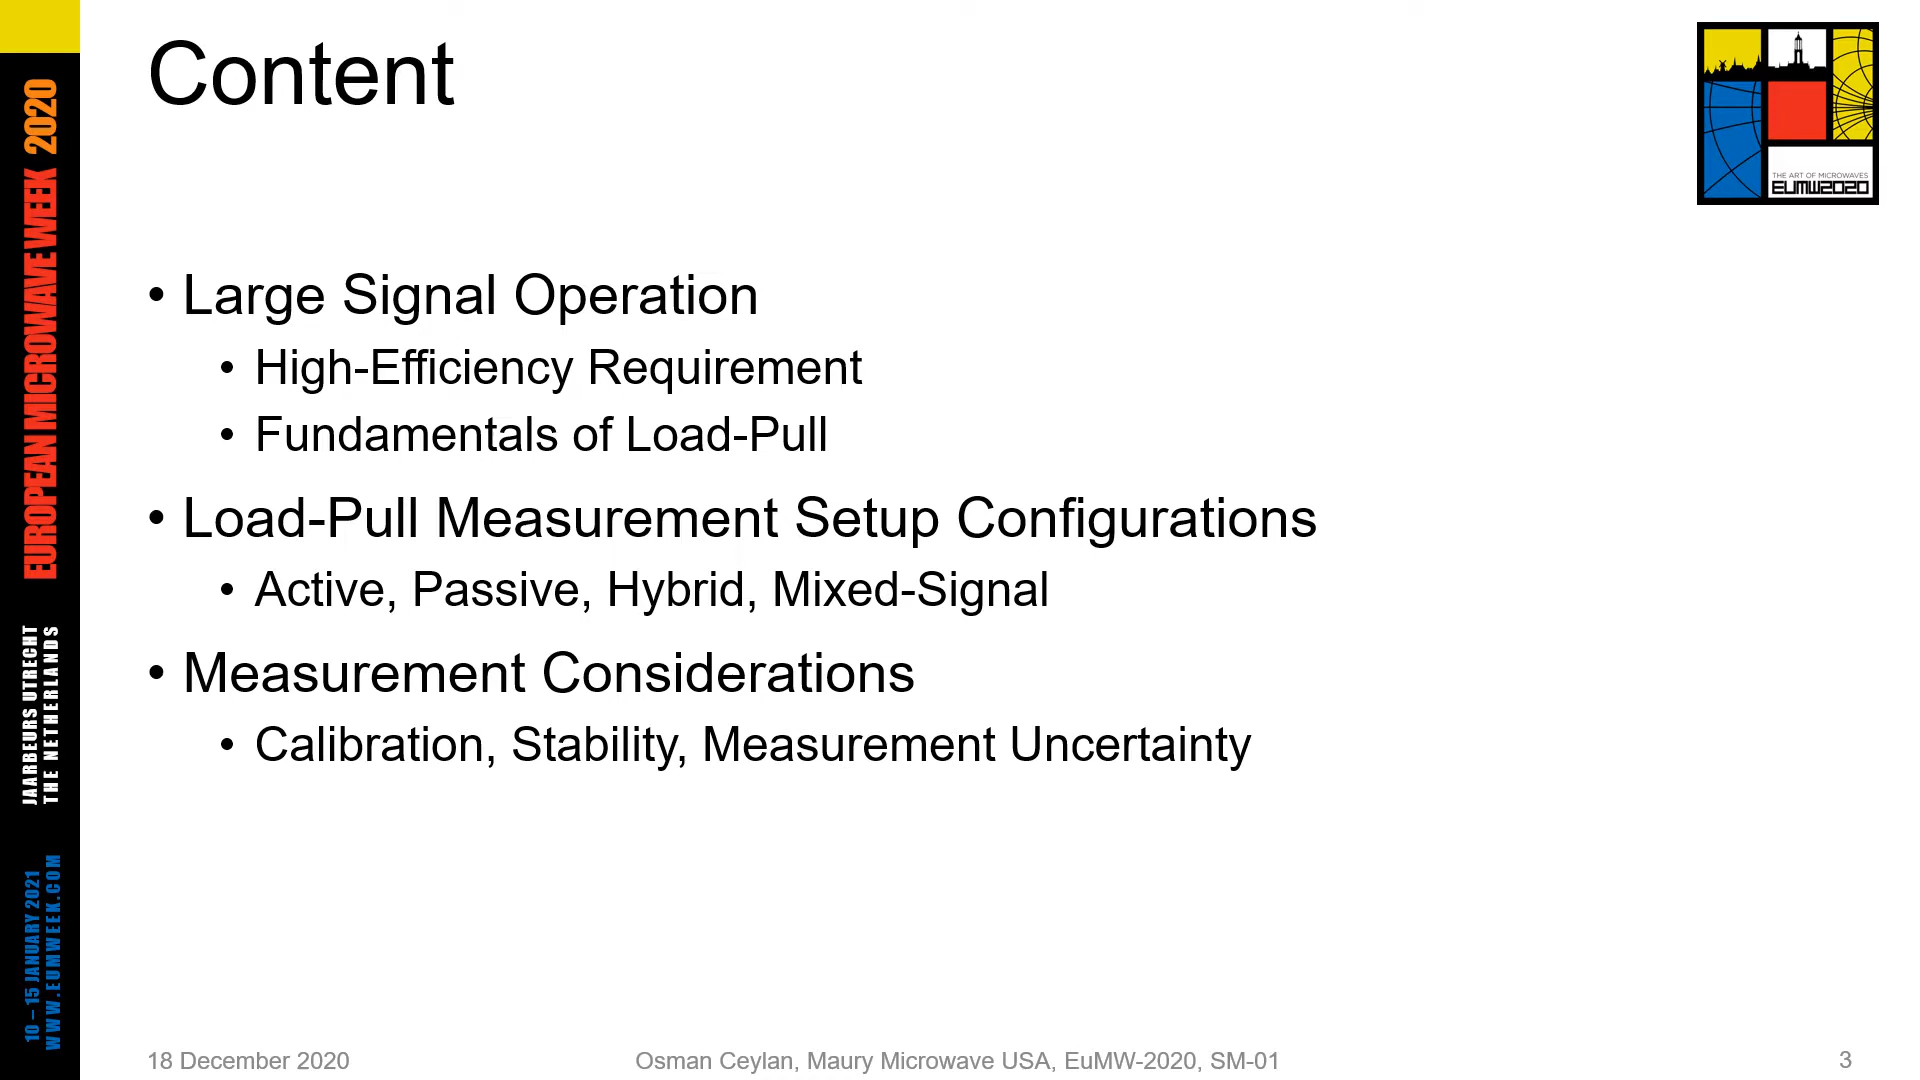 Content
THE ART OF MICROWAVES
EUMW2020
• Large Signal Operation
• High-Efficiency Requirement
• Fundamentals of Load-Pull
• Load-Pull Measurement Setup Configurations
• Active, Passive, Hybrid, Mixed-Signal
• Measurement Considerations
• Calibration, Stability, Measurement Uncertainty
EUROPEAN MICROWAVE WEEK 2020
JAARBEURS UTRECHT
THE NETHERLANDS
10 – 15 JANUARY 2021
WWW.EUMWEEK.COM
18 December 2020
Osman Ceylan, Maury Microwave USA, EuMW-2020, SM-01
3